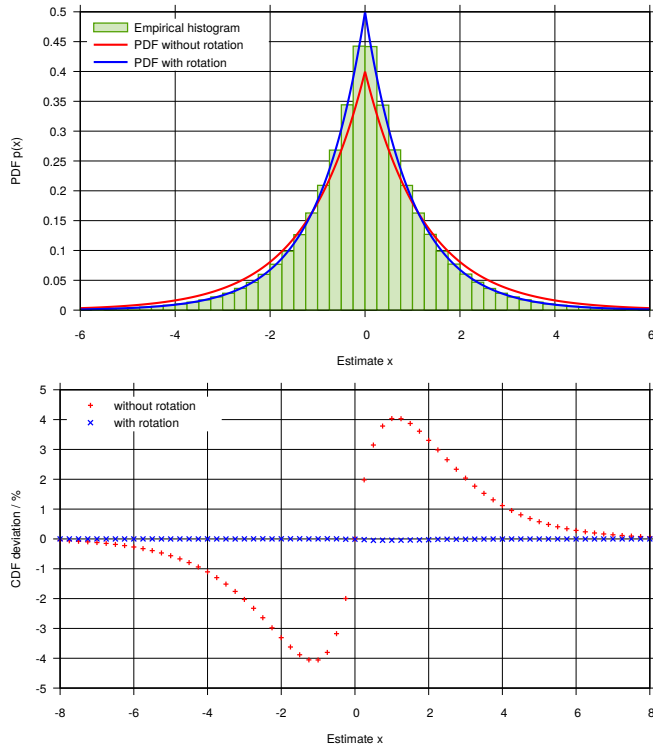 0.5
0.45
0.4
0.35
0.3
0.25
0.2
0.15
0.1
0.05
0
PDF p(x)
Empirical histogram
PDF without rotation
PDF with rotation
-6 -4 -2 0 2 4 6
Estimate x
5
4
3
2
1
0
-1
-2
-3
-4
-5
CDF deviation / %
without rotation
with rotation
-8 -6 -4 -2 0 2 4 6 8
Estimate x